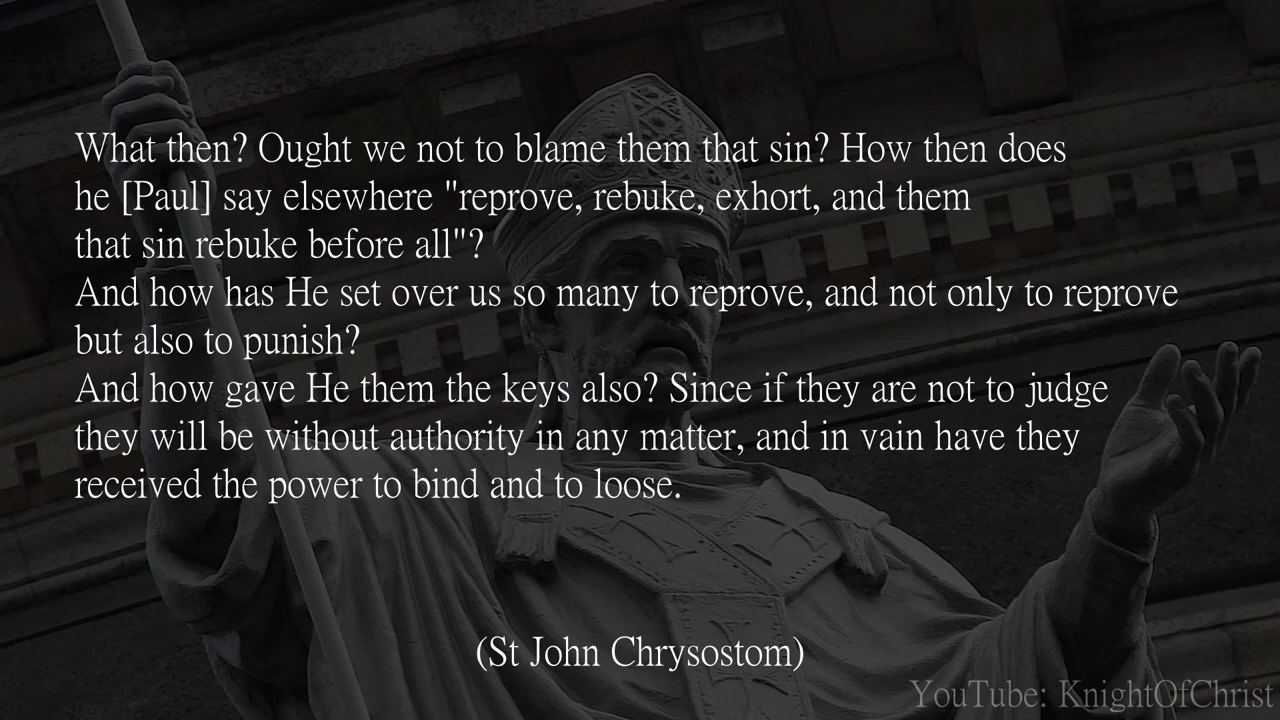 What then? Ought we not to blame them that sin? How then does
he [Paul] say elsewhere "reprove, rebuke, exhort, and them
that sin rebuke before all"?
And how has He set over us so many to reprove, and not only to reprove
but also to punish?
And how gave He them the keys also? Since if they are not to judge
they will be without authority in any matter, and in vain have they
received the power to bind and to loose.
(St John Chrysostom)
YouTube: KnightOfChrist